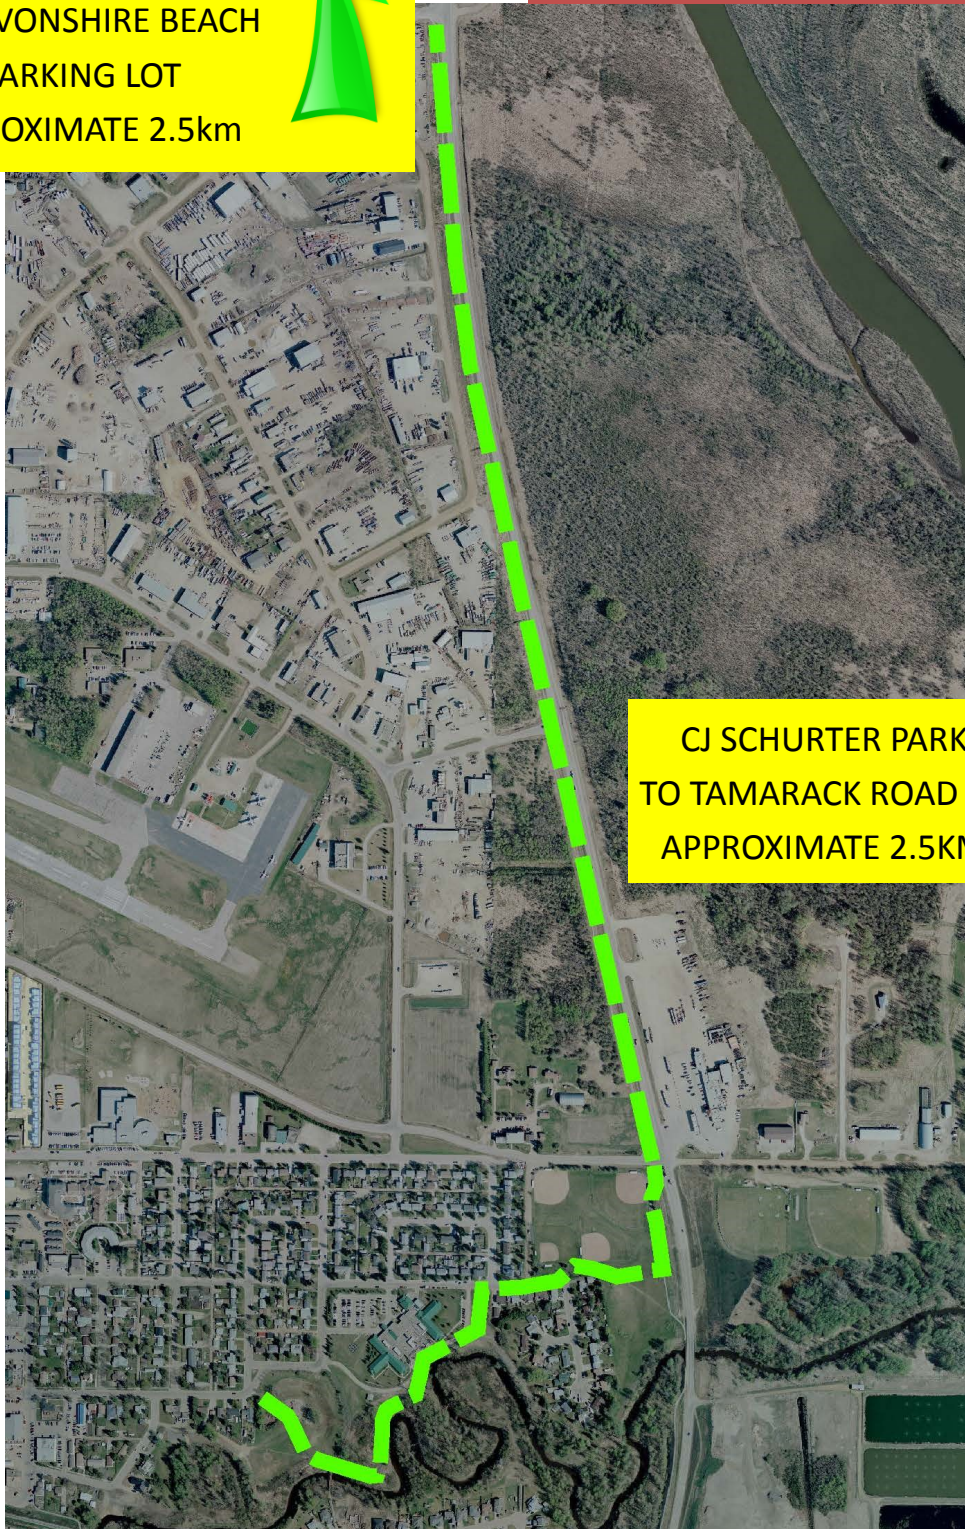 VONSHIRE BEACH
ARKING LOT
OXIMATE 2.5km
CJ SCHURTER PARK
TO TAMARACK ROAD
APPROXIMATE 2.5KM